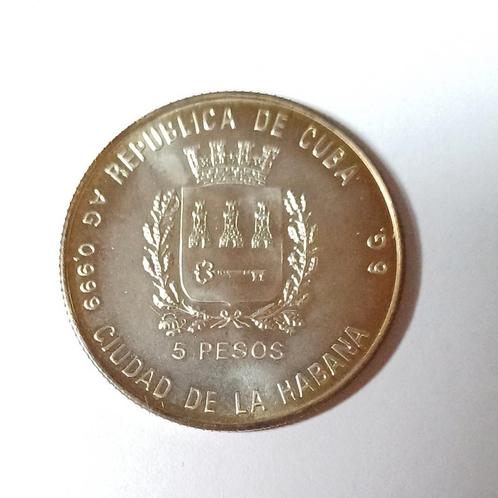 REPUBLICA DE CUBA
AG 0,999
6 G.
5 PESOS
CIUDAD DE LA HABANA